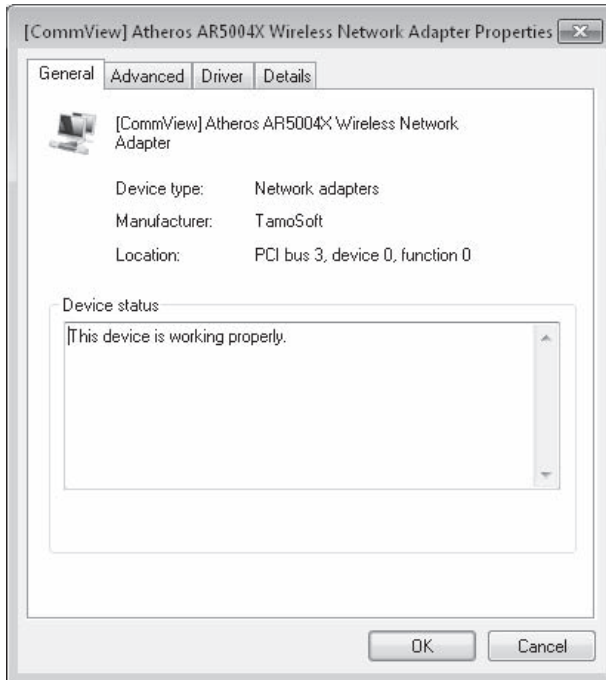 [CommView] Atheros AR5004X Wireless Network Adapter Properties
General Advanced Driver Details
[CommView] Atheros AR5004X Wireless Network
Adapter
Device type: Network adapters
Manufacturer: TamoSoft
Location: PCI bus 3, device 0, function 0
Device status
This device is working properly.
OK Cancel